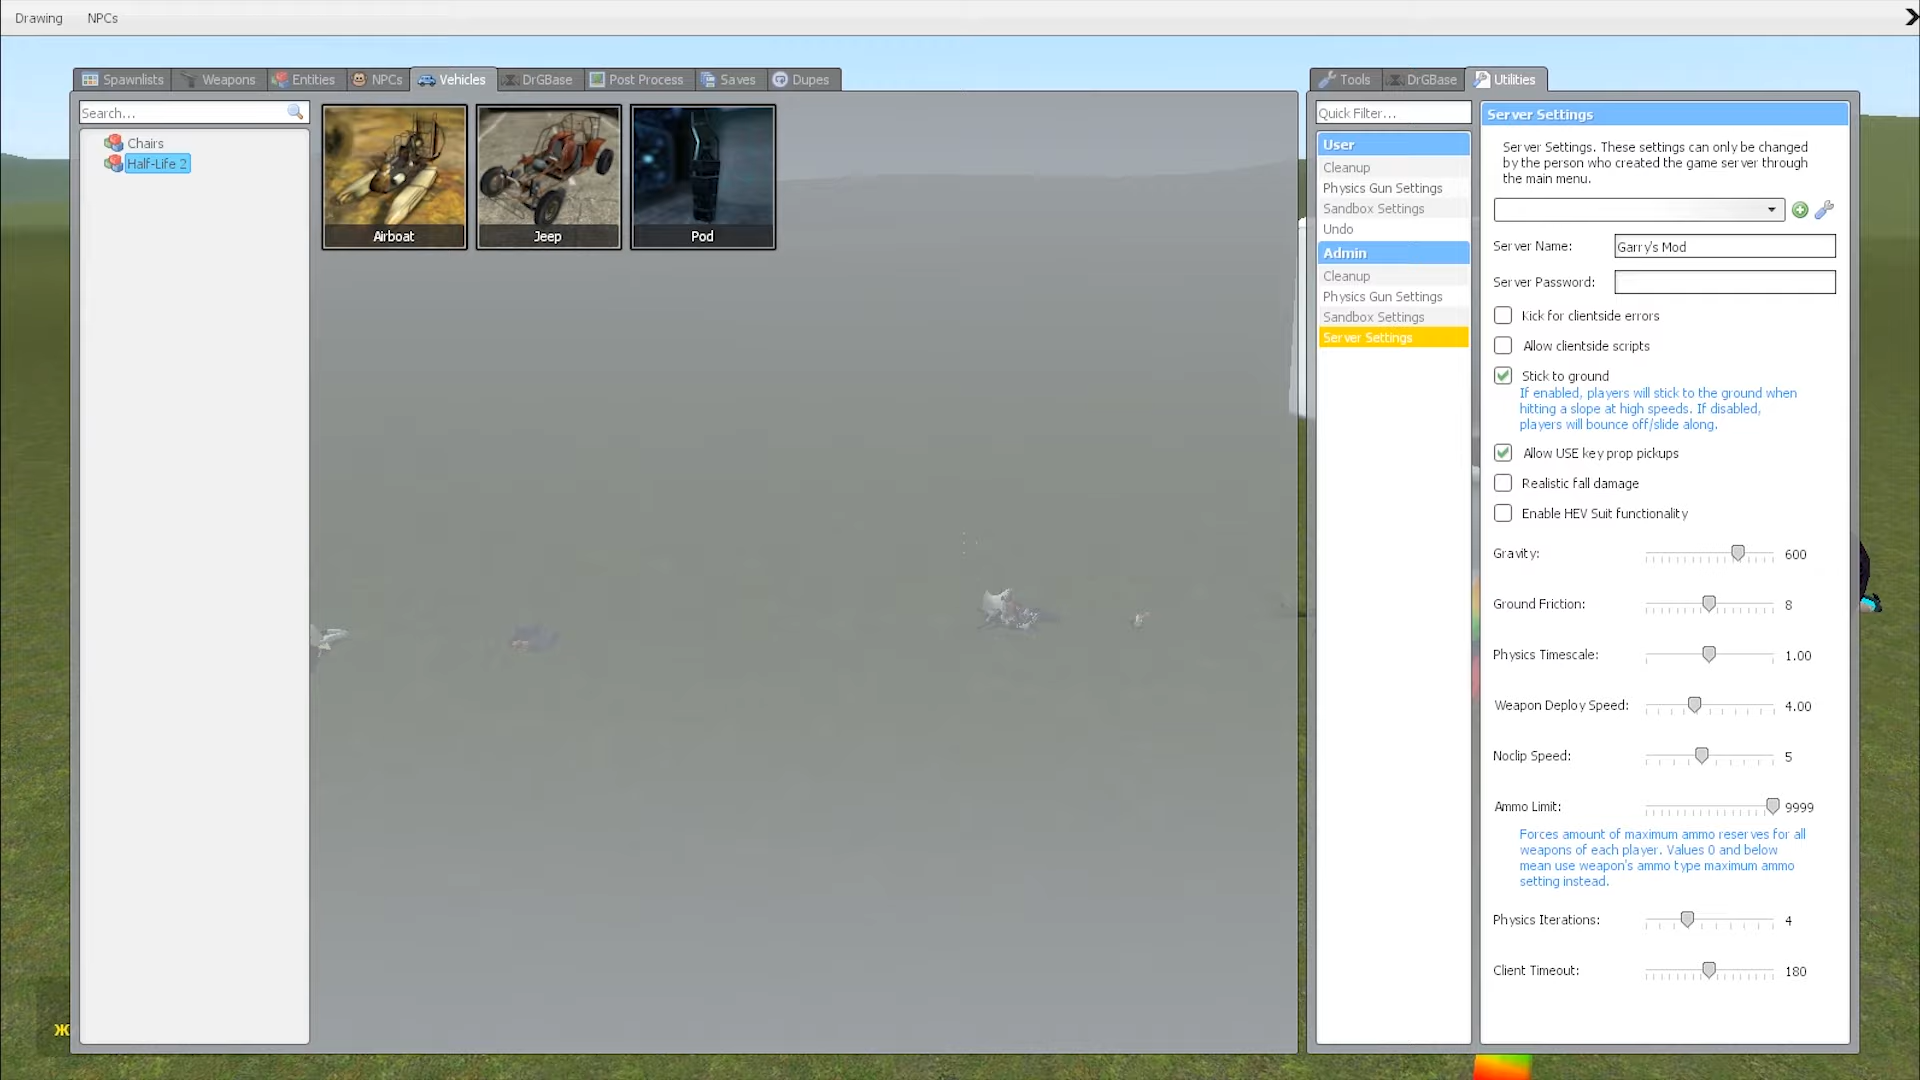 Drawing NPCs
Spawnlists Weapons Entities NPCs Vehicles DrGBase Post Process Saves Dupes
Search...
Chairs
Half-Life 2
Airboat Jeep Pod
Tools DrGBase Utilities
Quick Filter...
User
Cleanup
Physics Gun Settings
Sandbox Settings
Undo
Admin
Cleanup
Physics Gun Settings
Sandbox Settings
Server Settings
Server Settings
Server Settings. These settings can only be changed
by the person who created the game server through
the main menu.
Server Name: Garry's Mod
Server Password:
Kick for clientside errors
Allow clientside scripts
Stick to ground
If enabled, players will stick to the ground when
hitting a slope at high speeds. If disabled,
players will bounce off/slide along.
Allow USE key prop pickups
Realistic fall damage
Enable HEV Suit functionality
Gravity: 600
Ground Friction: 8
Physics Timescale: 1.00
Weapon Deploy Speed: 4.00
Noclip Speed: 5
Ammo Limit: 9999
Forces amount of maximum ammo reserves for all
weapons of each player. Values 0 and below
mean use weapon's ammo type maximum ammo
setting instead.
Physics Iterations: 4
Client Timeout: 180
Ж